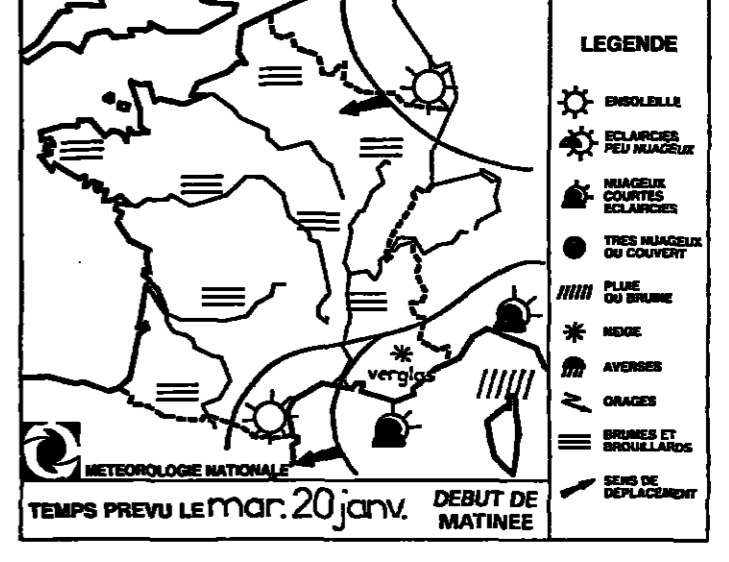 LEGENDE
ENSOLEILLE
ECLAIRCIES
PEU NUAGEUX
NUAGEUX
COURTES
ECLAIRCIES
TRES NUAGEUX
OU COUVERT
PLUIE
OU BRUINE
NEIGE
AVERSES
ORAGES
BRUMES ET
BROUILLARDS
SENS DE
DEPLACEMENT
verglas
METEOROLOGIE NATIONALE
TEMPS PREVU LE mar. 20 janv.
DEBUT DE
MATINEE